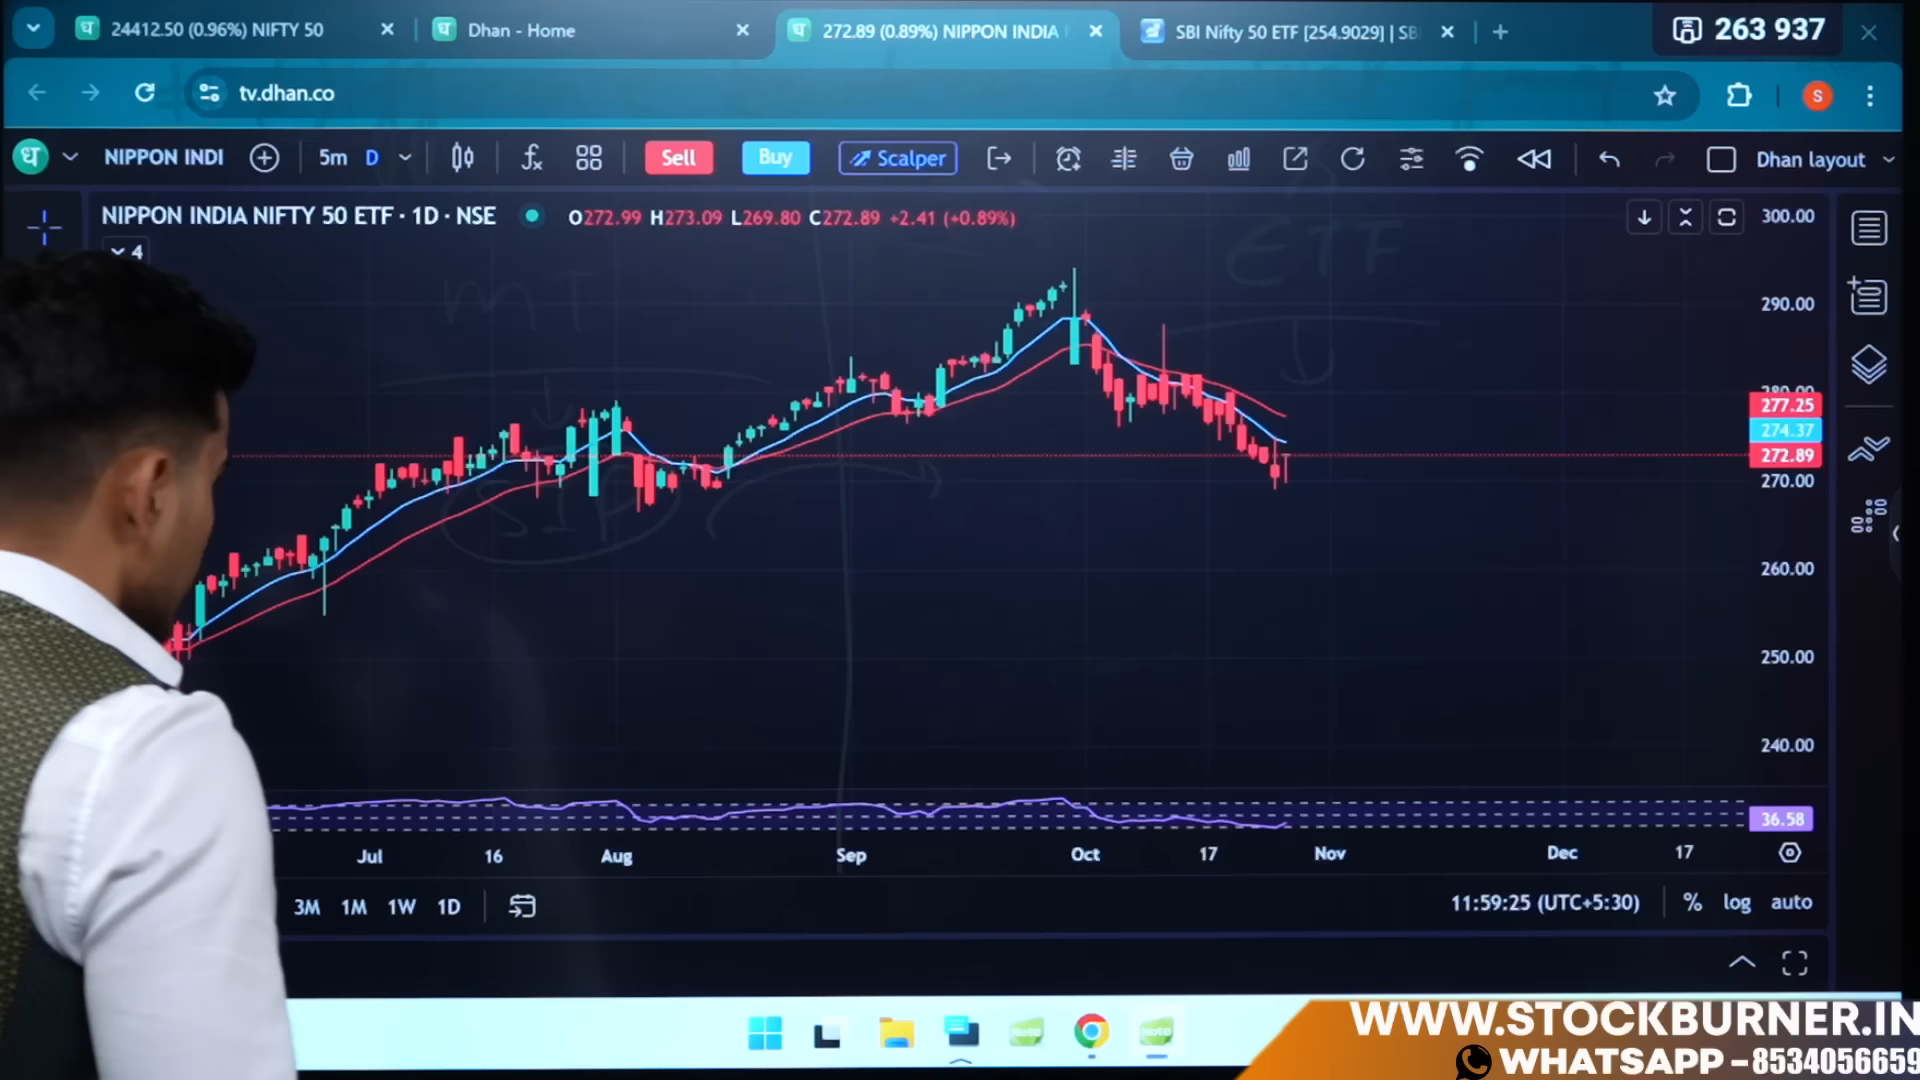 24412.50 (0.96%) NIFTY 50
Dhan - Home
272.89 (0.89%) NIPPON INDIA
SBI Nifty 50 ETF [254.9029] | SB
263 937
tv.dhan.co
S
ध NIPPON INDI 5m D Sell Buy Scalper Dhan layout
NIPPON INDIA NIFTY 50 ETF · 1D · NSE O272.99 H273.09 L269.80 C272.89 +2.41 (+0.89%)
4
300.00
ETF
MT
290.00
280.00
277.25
274.37
272.89
270.00
SIP
260.00
250.00
240.00
36.58
Jul 16 Aug Sep Oct 17 Nov Dec 17
3M 1M 1W 1D 11:59:25 (UTC+5:30) % log auto
WWW.STOCKBURNER.IN
WHATSAPP - 8534056659